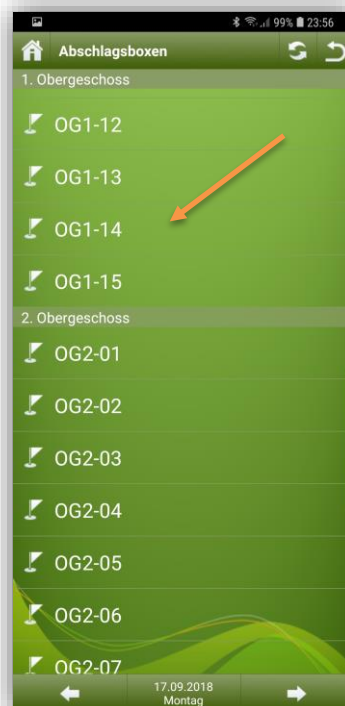 99% 23:56
Abschlagsboxen
1. Obergeschoss
OG1-12
OG1-13
OG1-14
OG1-15
2. Obergeschoss
OG2-01
OG2-02
OG2-03
OG2-04
OG2-05
OG2-06
OG2-07
17.09.2018
Montag